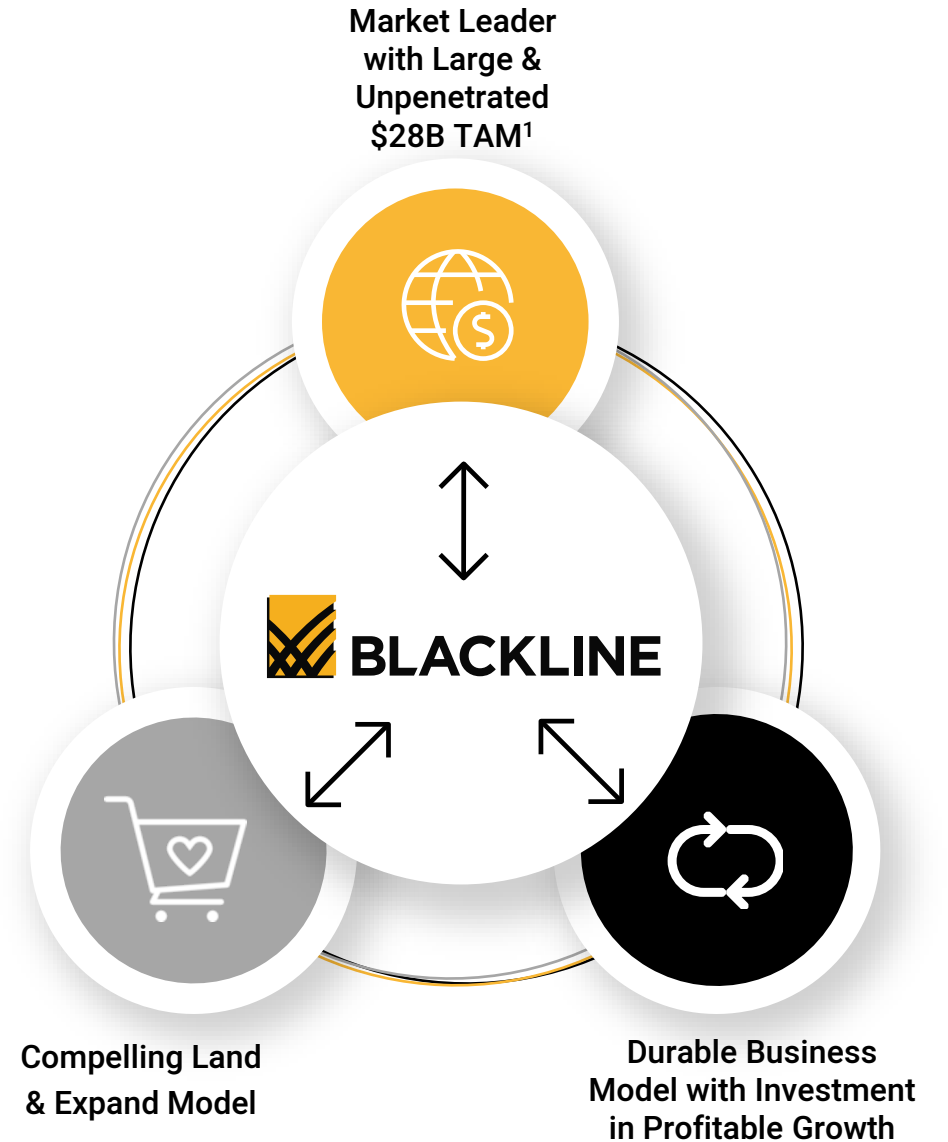 Market Leader
with Large &
Unpenetrated
$28B TAM¹
$
BLACKLINE
Compelling Land
& Expand Model
Durable Business
Model with Investment
in Profitable Growth